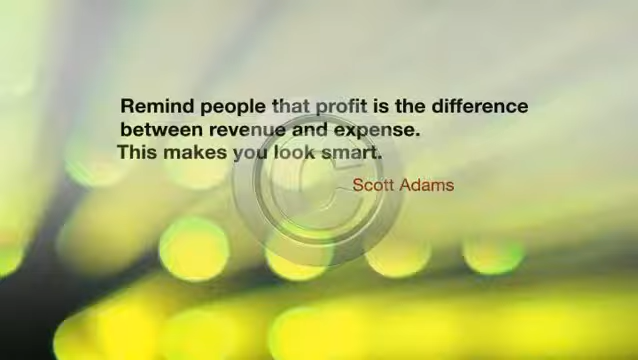 Remind people that profit is the difference
between revenue and expense.
This makes you look smart.
Scott Adams